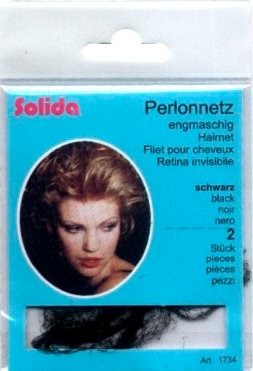 Solida
Perlonnetz
engmaschig
Hairnet
Filet pour cheveux
Retina invisibile
schwarz
black
noir
nero
2
Stück
pieces
pièces
pezzi
Art. 1734